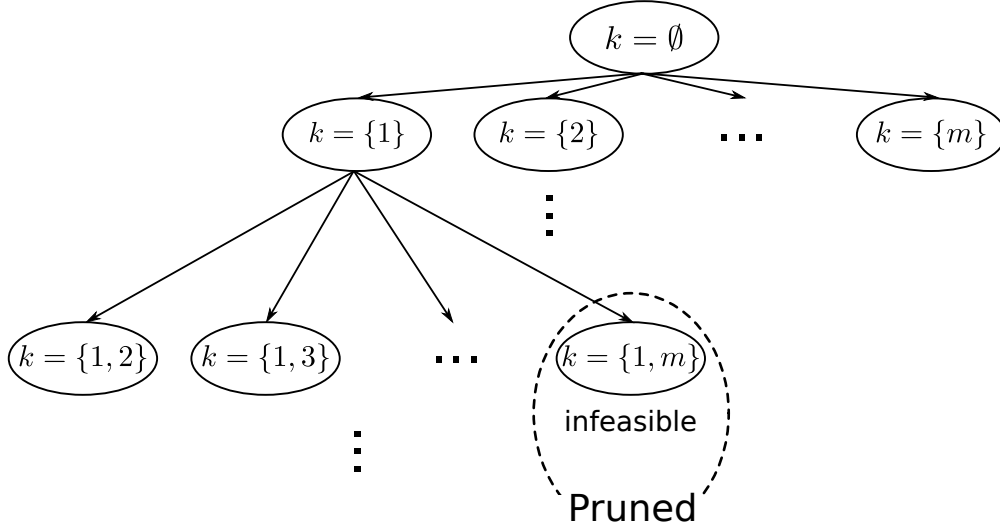 k = ∅
k = {1}
k = {2}
k = {m}
k = {1, 2}
k = {1, 3}
k = {1, m}
infeasible
Pruned